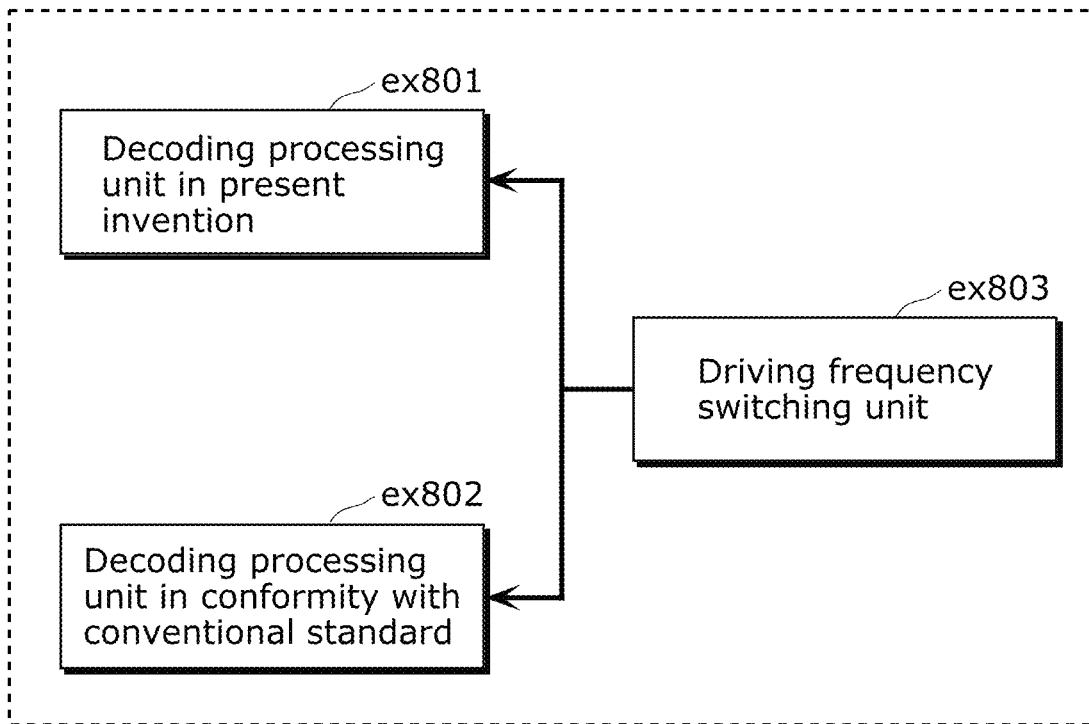 ex801
Decoding processing
unit in present
invention
ex803
Driving frequency
switching unit
ex802
Decoding processing
unit in conformity with
conventional standard